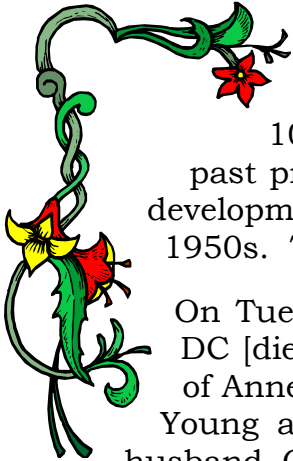 10
past pr
developm
1950s. T
On Tue
DC [die
of Anne
Young a
husband C